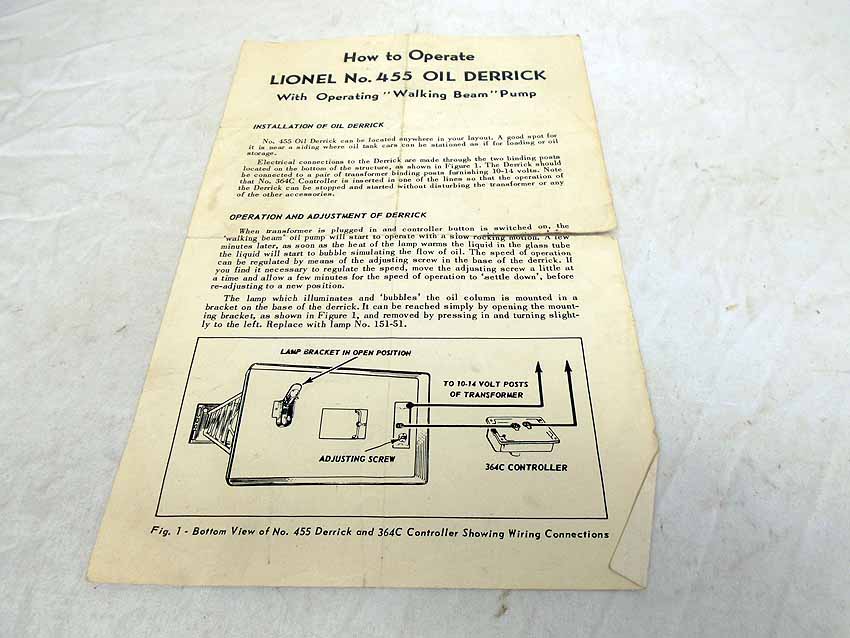 How to Operate
LIONEL No. 455 OIL DERRICK
With Operating "Walking Beam" Pump
INSTALLATION OF OIL DERRICK
No. 455 Oil Derrick can be located anywhere in your layout. A good spot for
it is near a siding where oil tank cars can be stationed as if for loading or oil
storage.
Electrical connections to the Derrick are made through the two binding posts
located on the bottom of the structure, as shown in Figure 1. The Derrick should
be connected to a pair of transformer binding posts furnishing 10-14 volts. Note
that No. 364C Controller is inserted in one of the lines so that the operation of
the Derrick can be stopped and started without disturbing the transformer or any
of the other accessories.
OPERATION AND ADJUSTMENT OF DERRICK
When transformer is plugged in and controller button is switched on, the
'walking beam' oil pump will start to operate with a slow rocking motion. A few
minutes later, as soon as the heat of the lamp warms the liquid in the glass tube
the liquid will start to bubble simulating the flow of oil. The speed of operation
can be regulated by means of the adjusting screw in the base of the derrick. If
you find it necessary to regulate the speed, move the adjusting screw a little at
a time and allow a few minutes for the speed of operation to 'settle down', before
re-adjusting to a new position.
The lamp which illuminates and 'bubbles' the oil column is mounted in a
bracket on the base of the derrick. It can be reached simply by opening the mount-
ing bracket, as shown in Figure 1, and removed by pressing in and turning slight-
ly to the left. Replace with lamp No. 151-51.
LAMP BRACKET IN OPEN POSITION
TO 10-14 VOLT POSTS
OF TRANSFORMER
ADJUSTING SCREW
364C CONTROLLER
Fig. 1 - Bottom View of No. 455 Derrick and 364C Controller Showing Wiring Connections